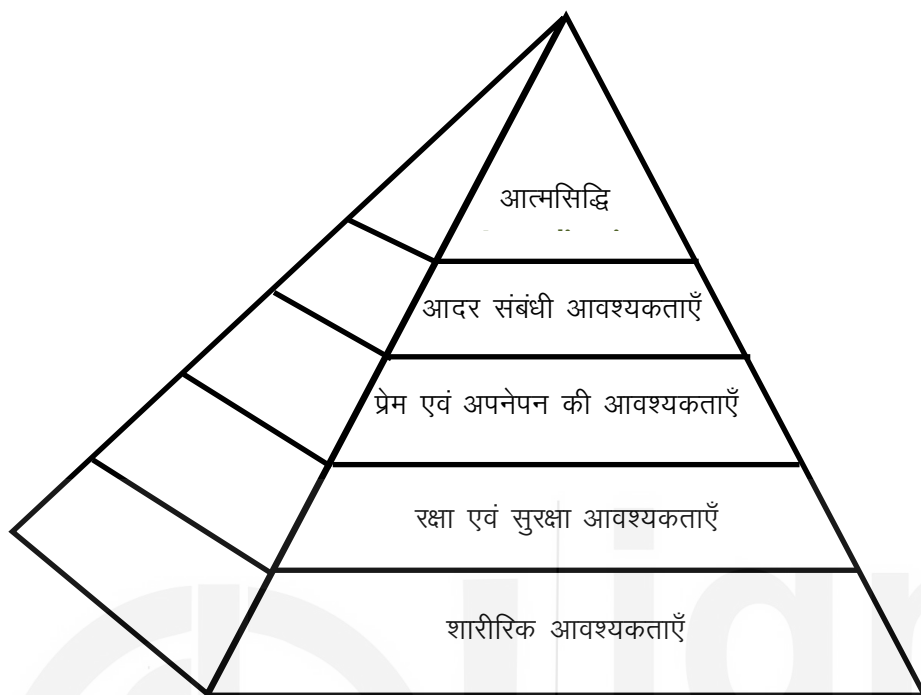 आत्मसिद्धि
आदर संबंधी आवश्यकताएँ
प्रेम एवं अपनेपन की आवश्यकताएँ
रक्षा एवं सुरक्षा आवश्यकताएँ
शारीरिक आवश्यकताएँ